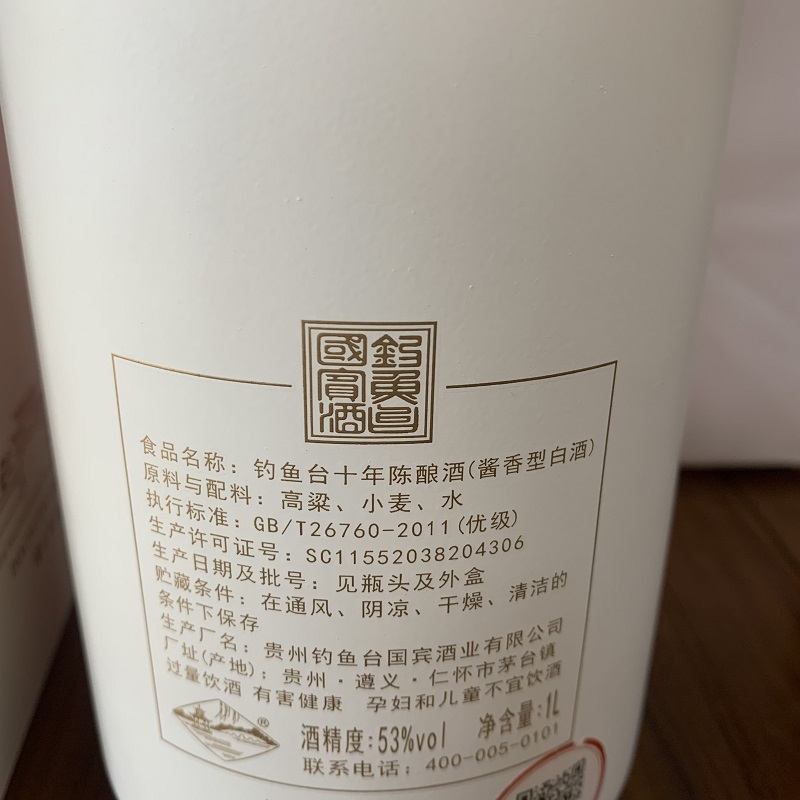 釣魚臺
國賓酒
食品名称：钓鱼台十年陈酿酒(酱香型白酒)
原料与配料：高粱、小麦、水
执行标准：GB/T26760-2011(优级)
生产许可证号：SC11552038204306
生产日期及批号：见瓶头及外盒
贮藏条件：在通风、阴凉、干燥、清洁的
条件下保存
生产厂名：贵州钓鱼台国宾酒业有限公司
厂址(产地)：贵州·遵义·仁怀市茅台镇
过量饮酒 有害健康 孕妇和儿童不宜饮酒
®
酒精度:53%vol 净含量:1L
联系电话：400-005-0101